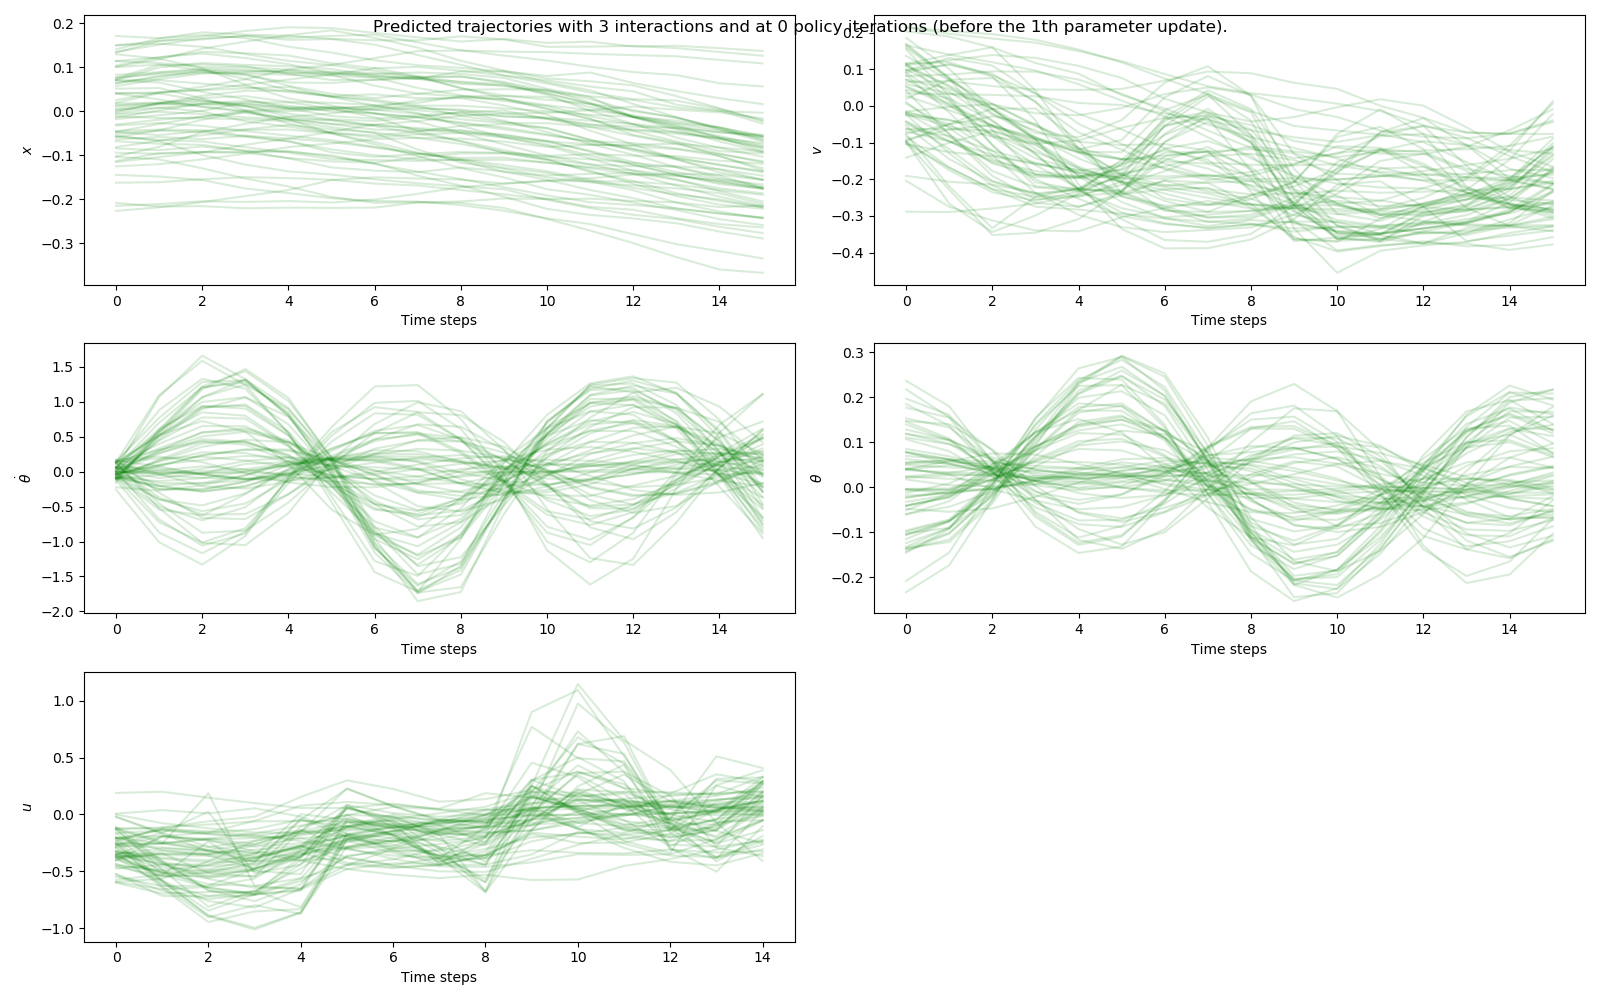 Predicted trajectories with 3 interactions and at 0 policy iterations (before the 1th parameter update).
0.2
0.1
0.0
−0.1
−0.2
−0.3
x
0 2 4 6 8 10 12 14
Time steps
0.2
0.1
0.0
−0.1
−0.2
−0.3
−0.4
v
0 2 4 6 8 10 12 14
Time steps
1.5
1.0
0.5
0.0
−0.5
−1.0
−1.5
−2.0
θ̇
0 2 4 6 8 10 12 14
Time steps
0.3
0.2
0.1
0.0
−0.1
−0.2
θ
0 2 4 6 8 10 12 14
Time steps
1.0
0.5
0.0
−0.5
−1.0
u
0 2 4 6 8 10 12 14
Time steps